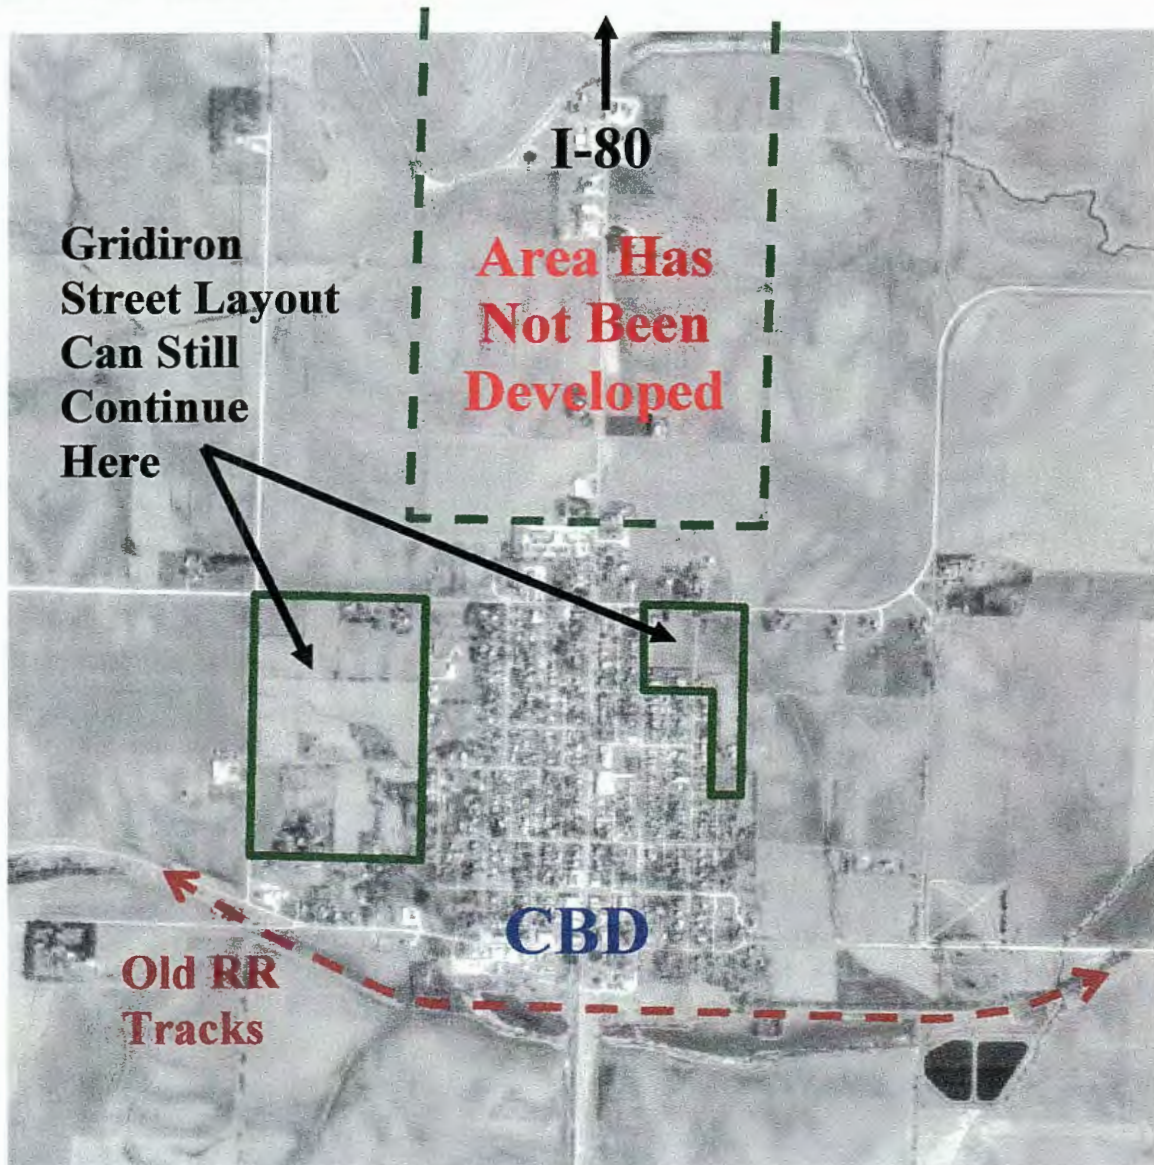 I-80
Gridiron
Street Layout
Can Still
Continue
Here
Area Has
Not Been
Developed
CBD
Old RR
Tracks